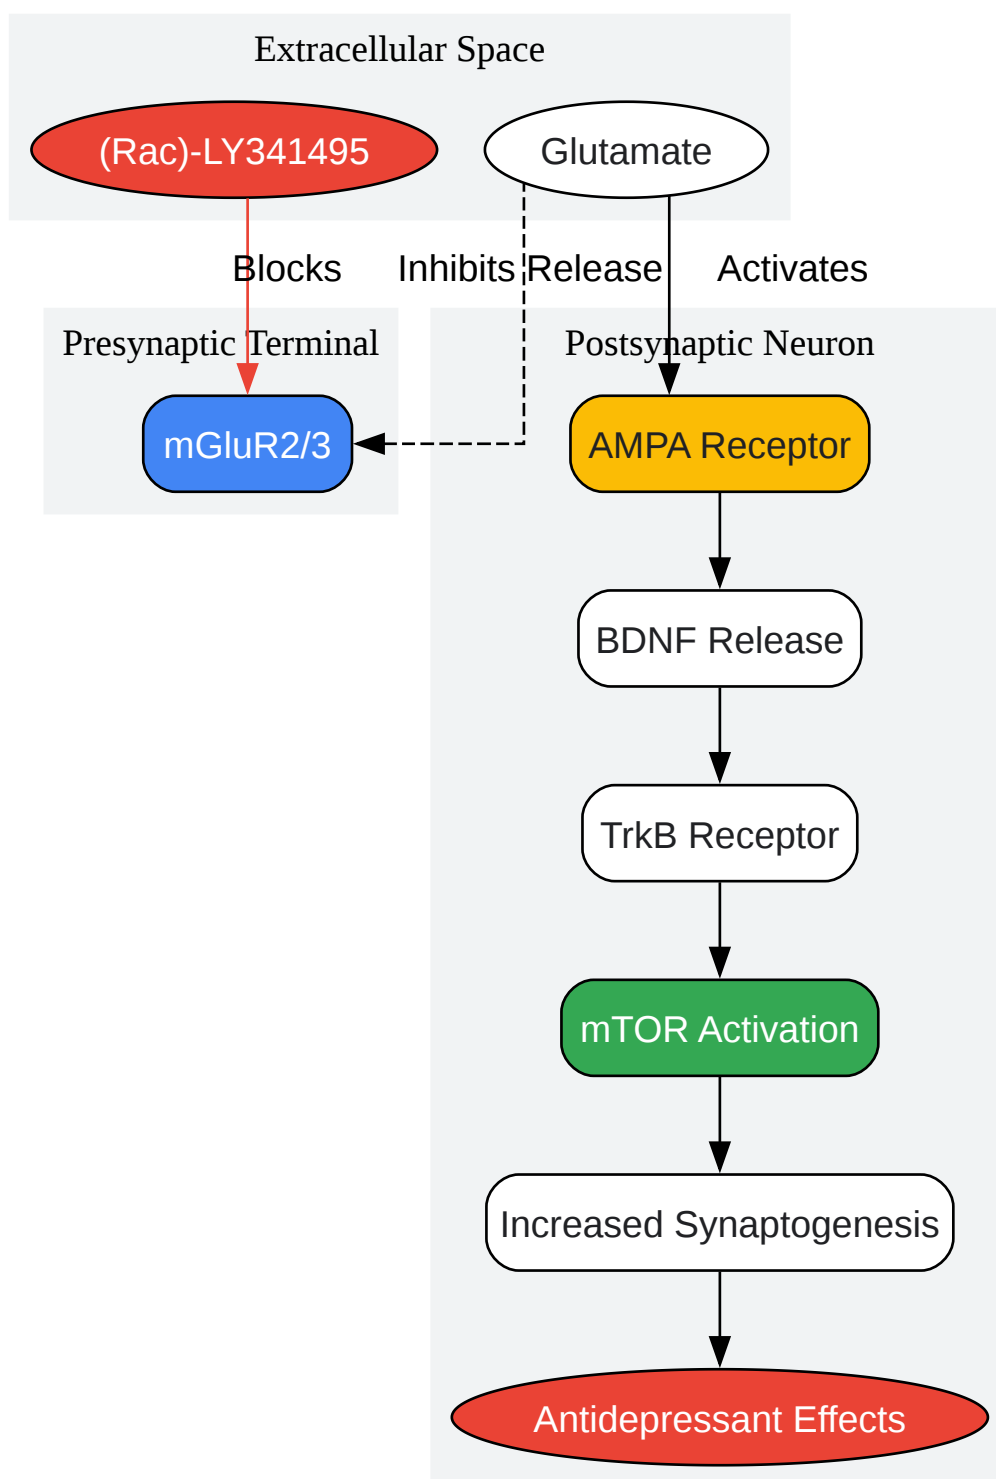 Extracellular Space
(Rac)-LY341495
Glutamate
Blocks
Inhibits Release
Activates
Presynaptic Terminal
Postsynaptic Neuron
mGluR2/3
AMPA Receptor
BDNF Release
TrkB Receptor
mTOR Activation
Increased Synaptogenesis
Antidepressant Effects